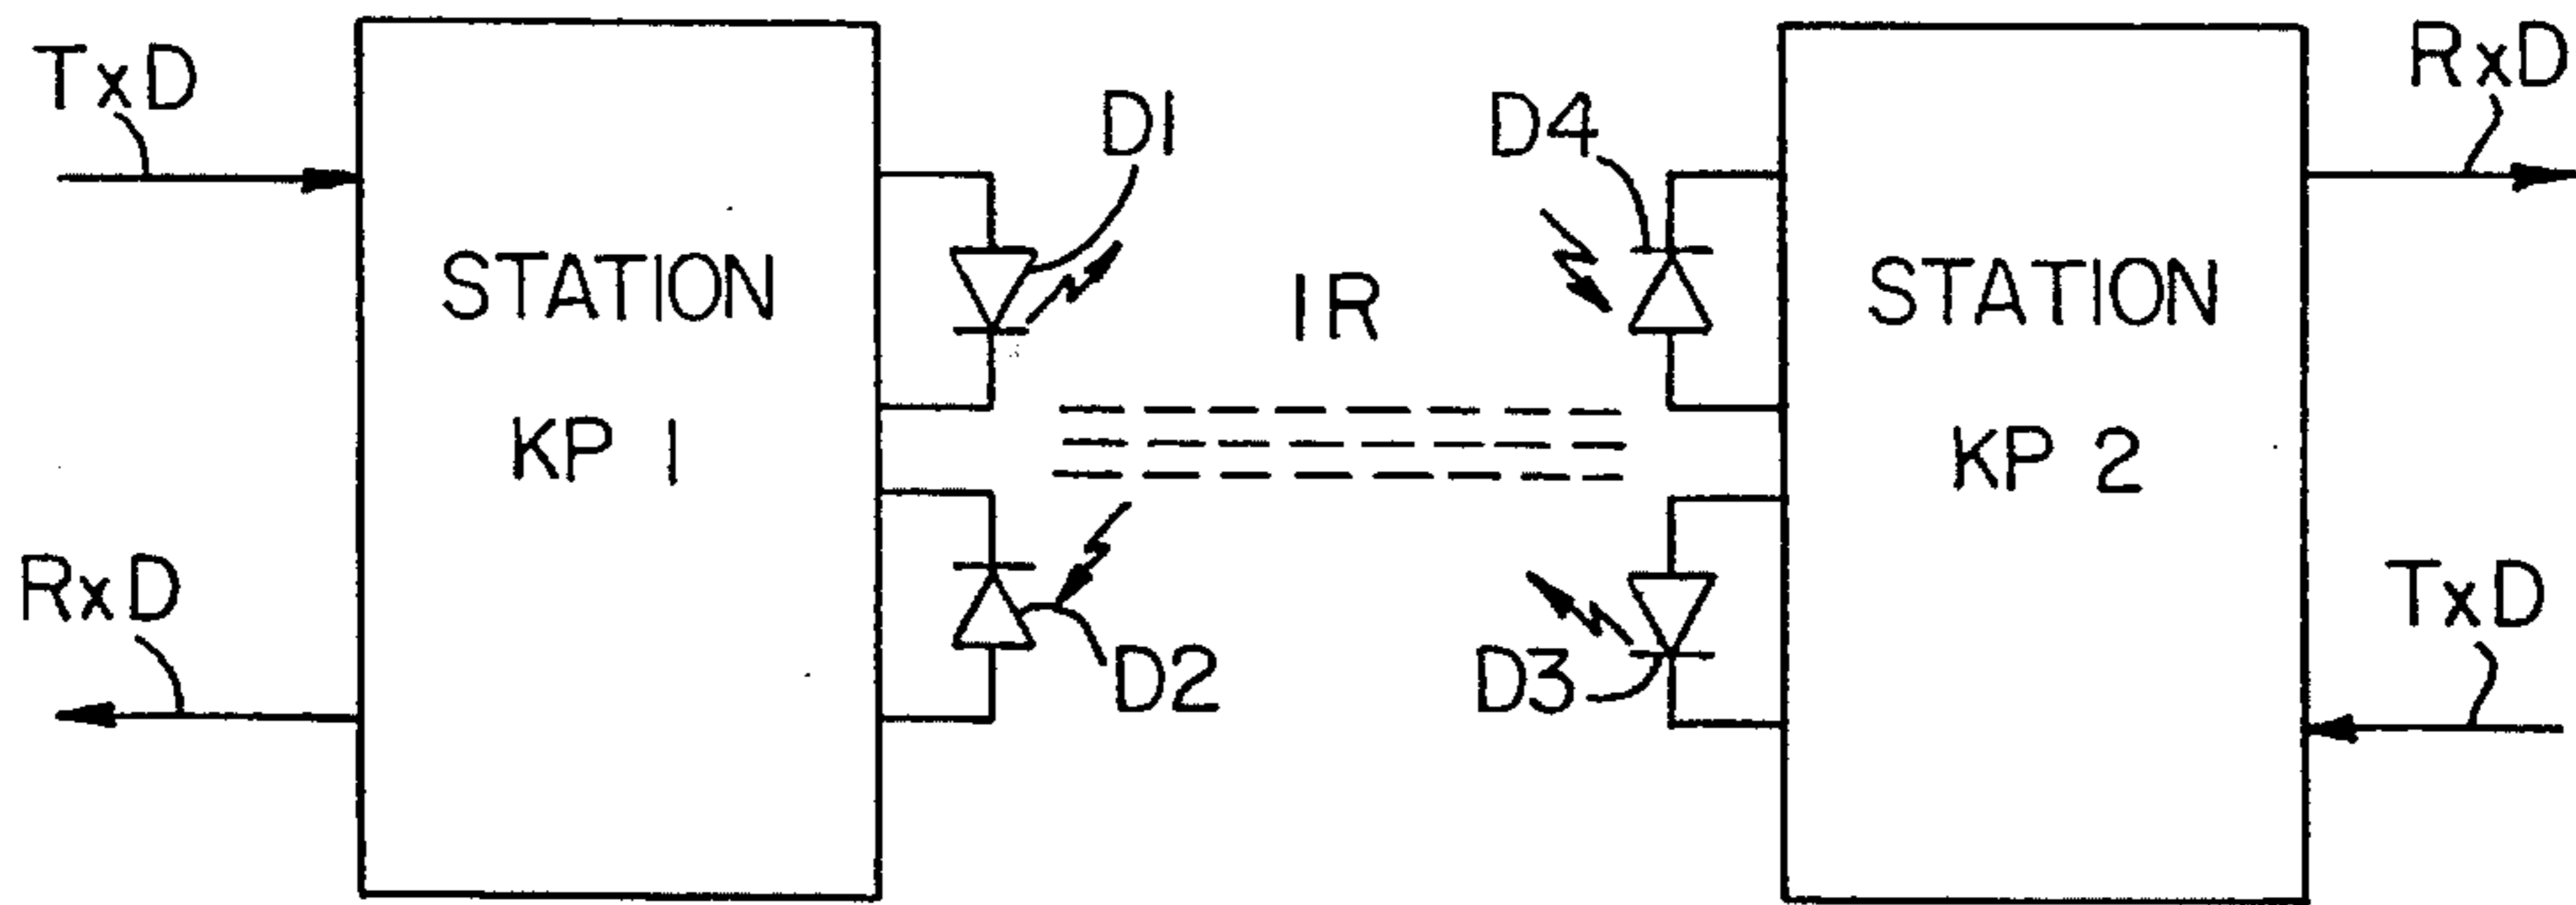 TxD
RxD
D1
D4
STATION
KP 1
IR
STATION
KP 2
RxD
D2
D3
TxD